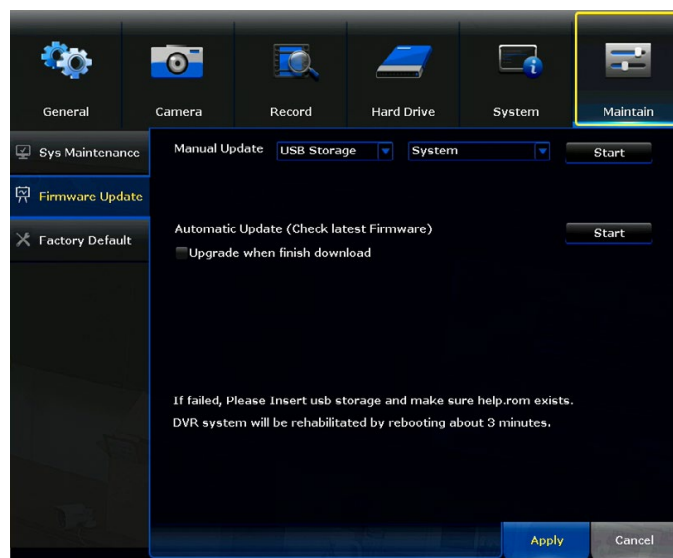 General Camera Record Hard Drive System Maintain
Sys Maintenance
Manual Update USB Storage System Start
Firmware Update
Automatic Update (Check latest Firmware) Start
Factory Default
Upgrade when finish download
If failed, Please Insert usb storage and make sure help.rom exists.
DVR system will be rehabilitated by rebooting about 3 minutes.
Apply Cancel